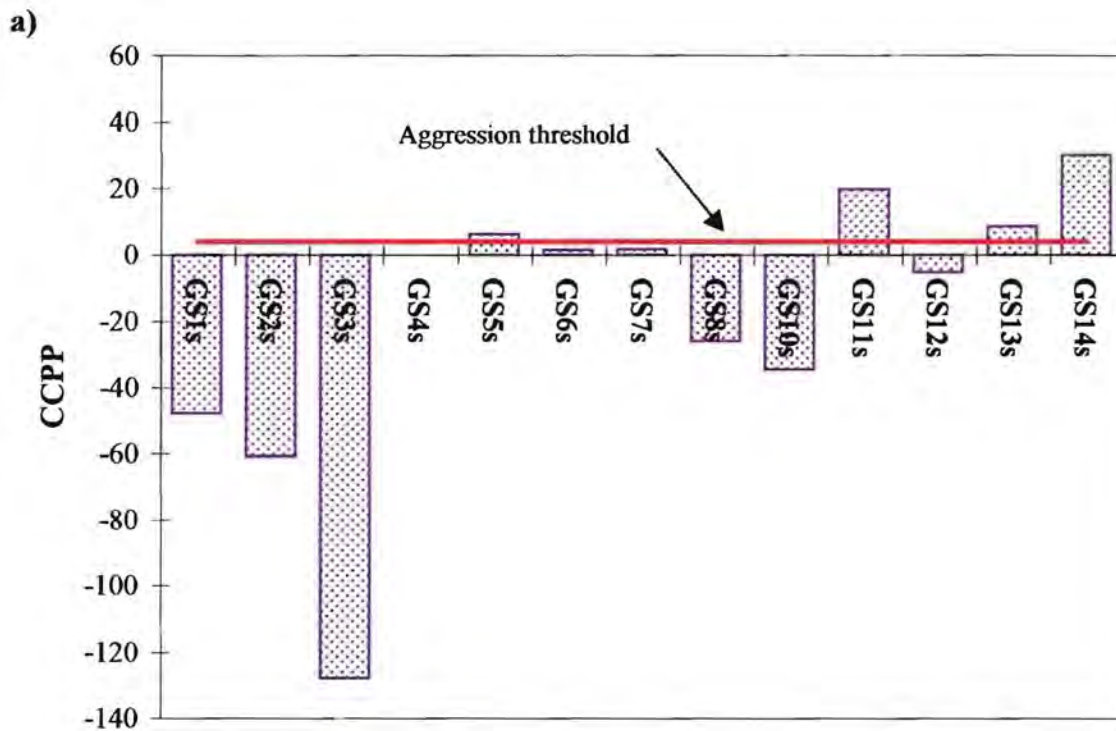 a)
60
40
20
0
-20
-40
-60
-80
-100
-120
-140
CCPP
Aggression threshold
GS1s
GS2s
GS3s
GS4s
GS5s
GS6s
GS7s
GS8s
GS10s
GS11s
GS12s
GS13s
GS14s